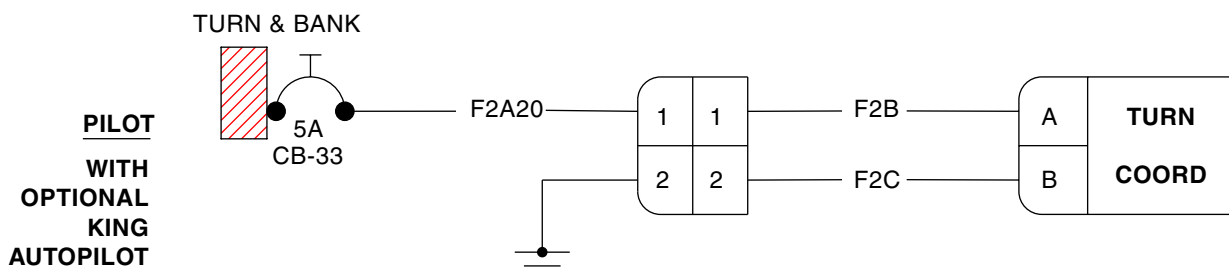 TURN & BANK
5A
CB-33
PILOT
WITH
OPTIONAL
KING
AUTOPILOT
F2A20
1 1
2 2
F2B
F2C
A
B
TURN
COORD